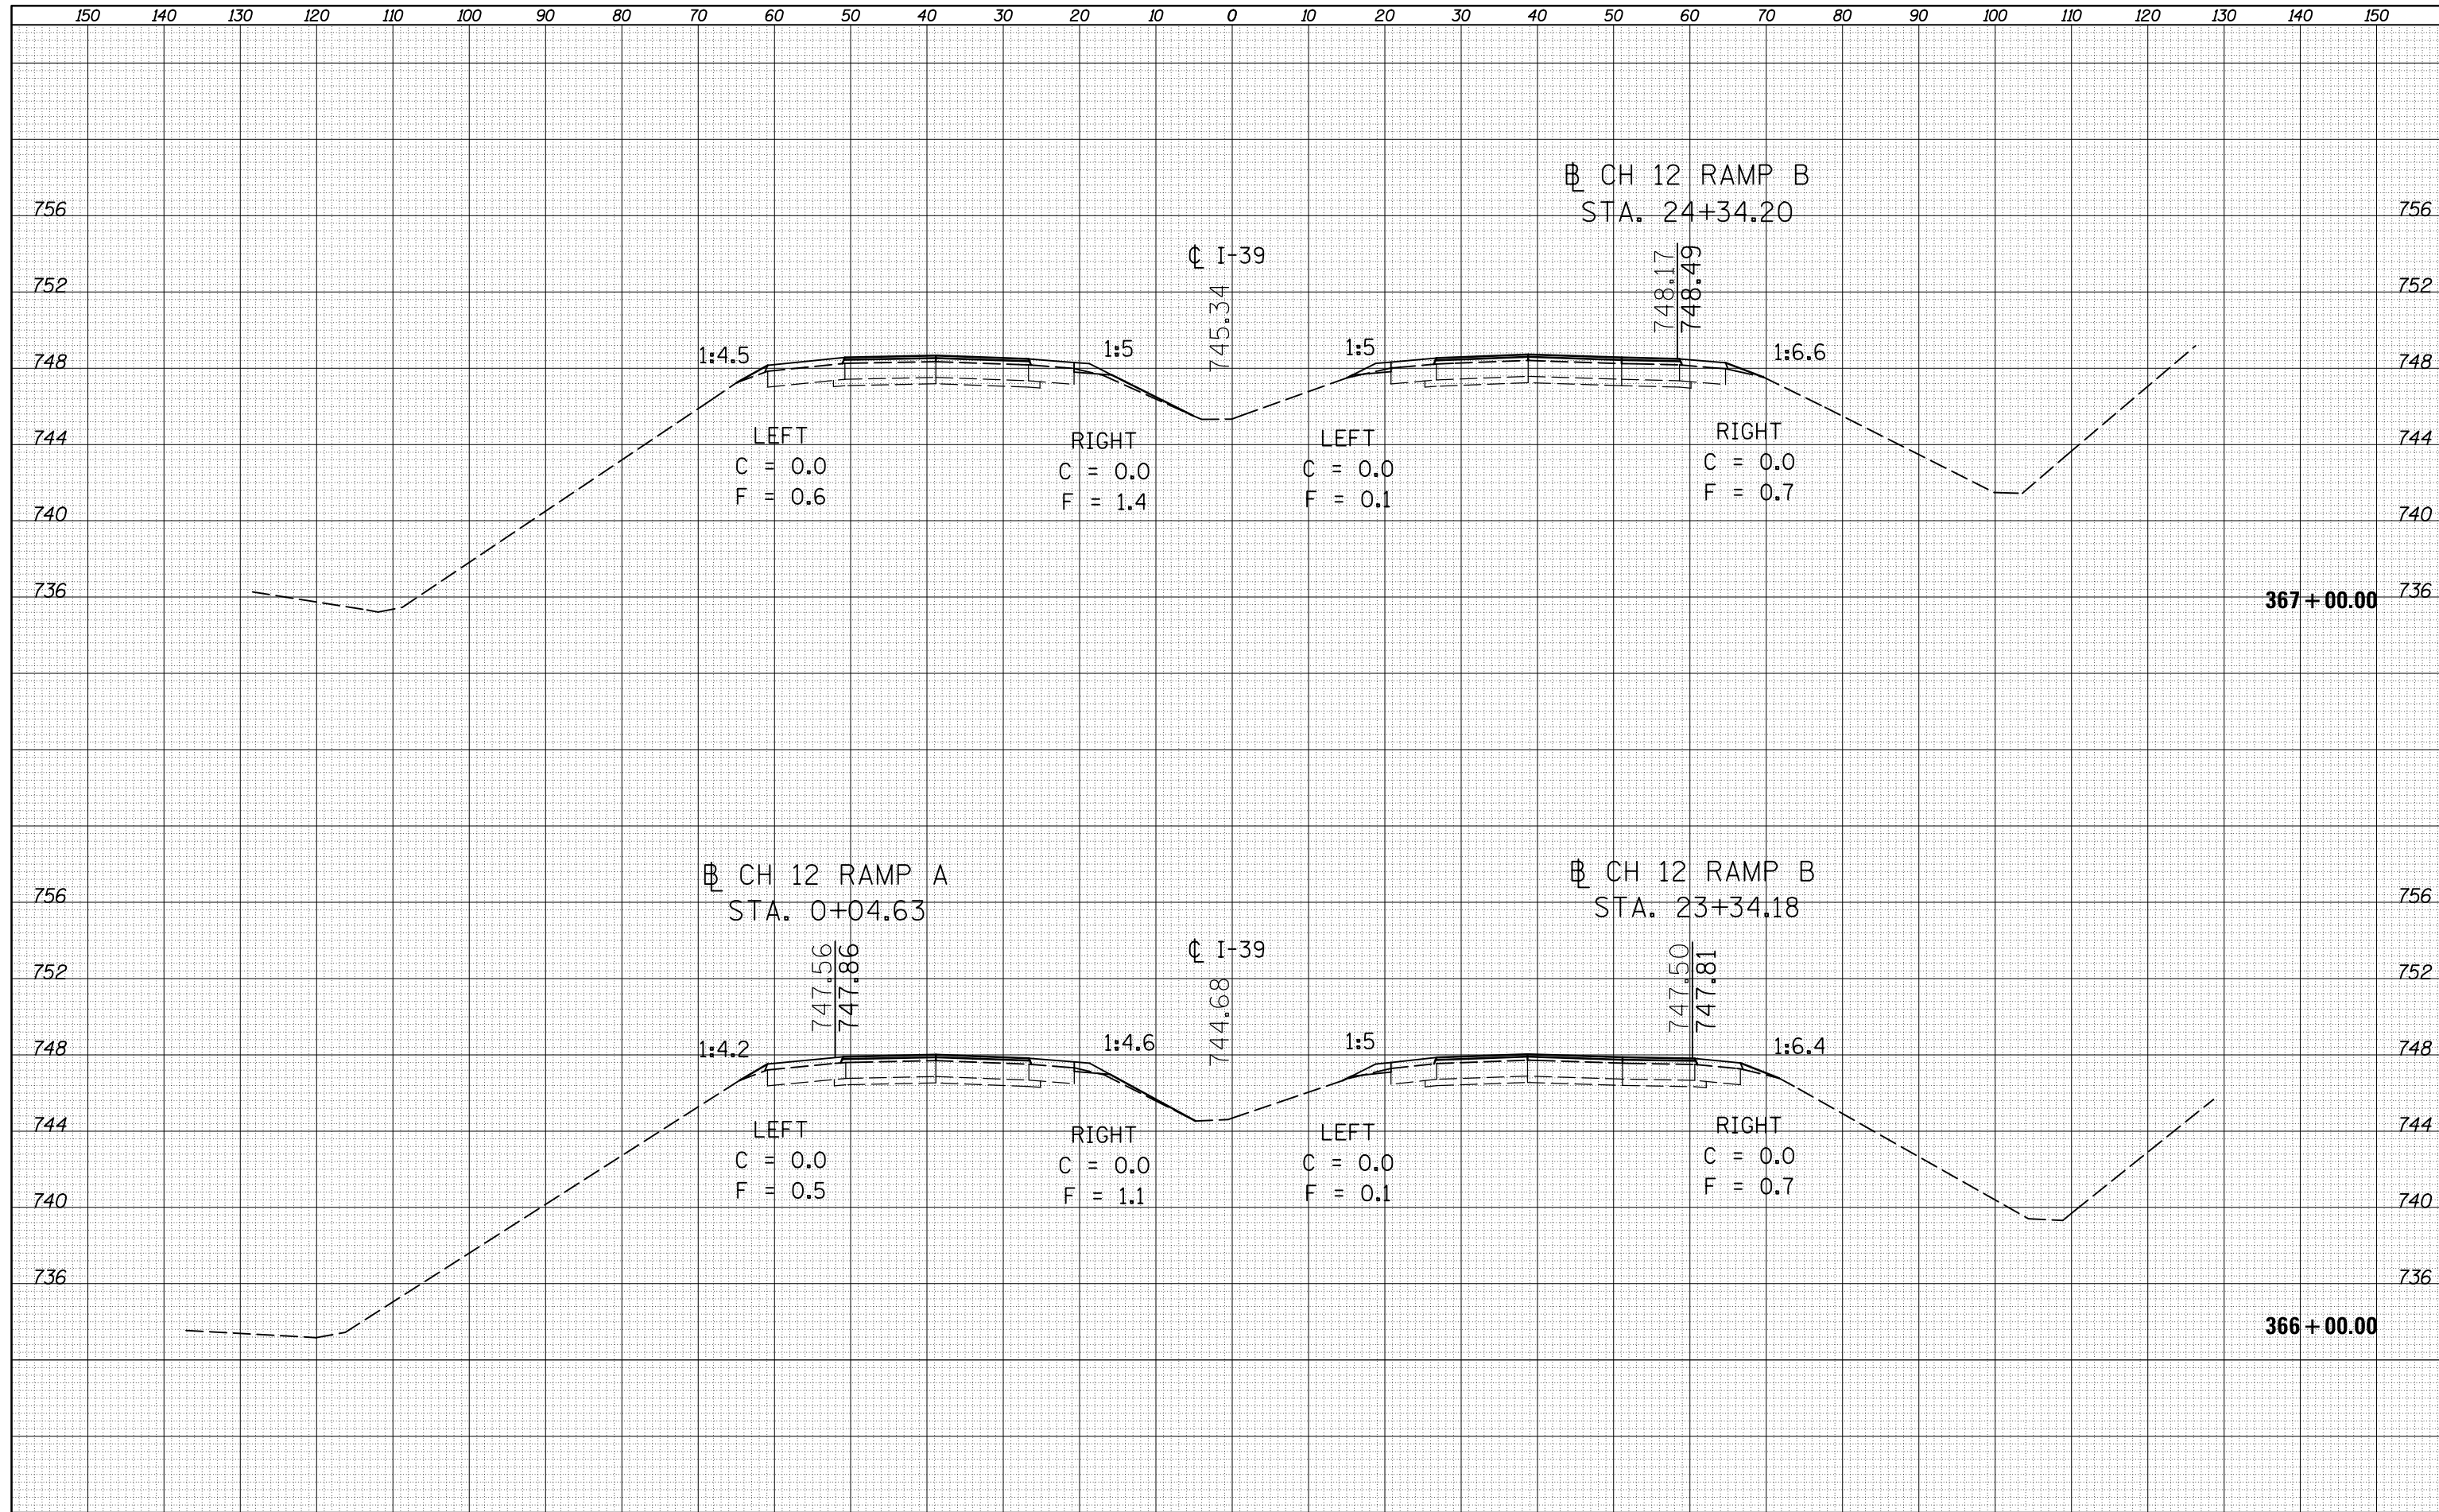 150 140 130 120 110 100 90 80 70 60 50 40 30 20 10 0 10 20 30 40 50 60 70 80 90 100 110 120 130 140 150
℄ CH 12 RAMP B
STA. 24+34.20
756 756
℄ I-39
748.17
748.49
752 752
745.34
748 1:4.5 1:5 1:5 1:6.6 748
744 LEFT RIGHT LEFT RIGHT 744
C = 0.0 C = 0.0 C = 0.0 C = 0.0
F = 0.6 F = 1.4 F = 0.1 F = 0.7
740 740
736 367+00.00 736
CH 12 RAMP A CH 12 RAMP B
STA. 0+04.63 STA. 23+34.18
756 756
℄ I-39
747.56
747.86
747.50
747.81
752 752
744.68
748 1:4.2 1:4.6 1:5 1:6.4 748
744 LEFT RIGHT LEFT RIGHT 744
C = 0.0 C = 0.0 C = 0.0 C = 0.0
F = 0.5 F = 1.1 F = 0.1 F = 0.7
740 740
736 736
366+00.00